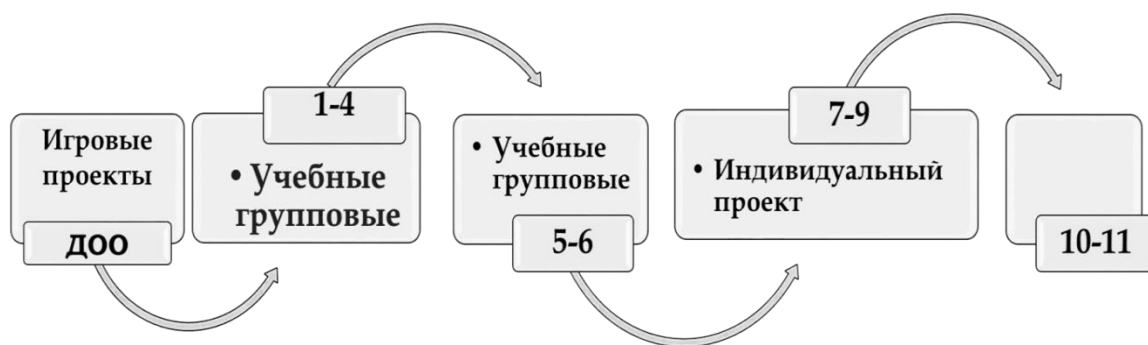 Игровые
проекты
ДОО
1-4
• Учебные
групповые
• Учебные
групповые
5-6
7-9
• Индивидуальный
проект
10-11